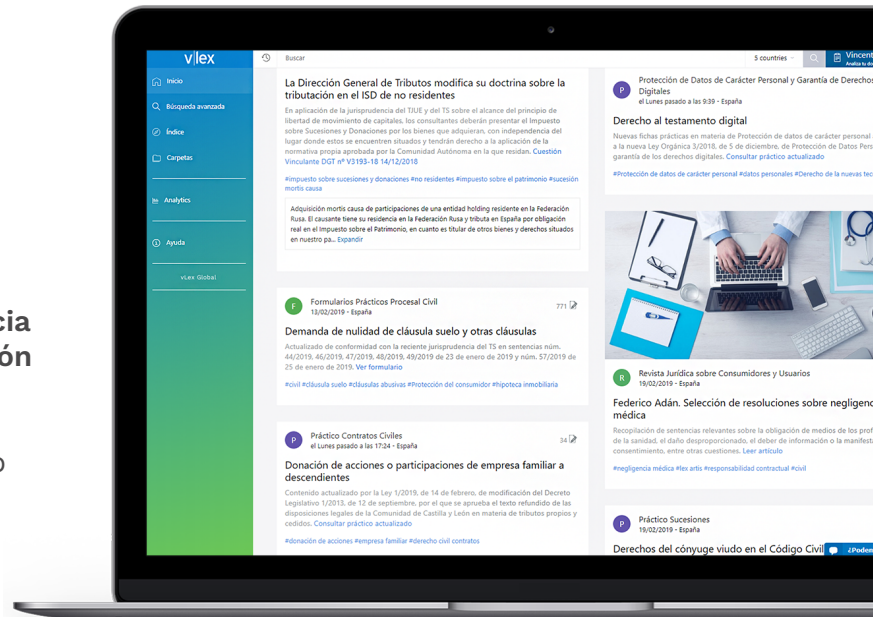 cia
ón
o
v|lex
Inicio
Búsqueda avanzada
Índice
Carpetas
Analytics
Ayuda
vLex Global
Buscar
5 countries
Vincent
La Dirección General de Tributos modifica su doctrina sobre la
tributación en el ISD de no residentes
En aplicación de la jurisprudencia del TJUE y del TS sobre el alcance del principio de
libertad de movimiento de capitales, los consultantes deberán presentar el Impuesto
sobre Sucesiones y Donaciones por los bienes que adquieran, con independencia del
lugar donde estos se encuentren situados y tendrán derecho a la aplicación de la
normativa propia aprobada por la Comunidad Autónoma en la que residan. Cuestión
Vinculante DGT nº V3193-18 14/12/2018
#impuesto sobre sucesiones y donaciones #no residentes #impuesto sobre el patrimonio #sucesión
mortis causa
Adquisición mortis causa de participaciones de una entidad holding residente en la Federación
Rusa. El causante tiene su residencia en la Federación Rusa y tributa en España por obligación
real en el Impuesto sobre el Patrimonio, en cuanto es titular de otros bienes y derechos situados
en nuestro pa... Expandir
F
Formularios Prácticos Procesal Civil
13/02/2019 - España
771
Demanda de nulidad de cláusula suelo y otras cláusulas
Actualizado de conformidad con la reciente jurisprudencia del TS en sentencias núm.
44/2019, 46/2019, 47/2019, 48/2019, 49/2019 de 23 de enero de 2019 y núm. 57/2019 de
25 de enero de 2019. Ver formulario
#civil #cláusula suelo #cláusulas abusivas #Protección del consumidor #hipoteca inmobiliaria
P
Práctico Contratos Civiles
el Lunes pasado a las 17:24 - España
34
Donación de acciones o participaciones de empresa familiar a
descendientes
Contenido actualizado por la Ley 1/2019, de 14 de febrero, de modificación del Decreto
Legislativo 1/2013, de 12 de septiembre, por el que se aprueba el texto refundido de las
disposiciones legales de la Comunidad de Castilla y León en materia de tributos propios y
cedidos. Consultar práctico actualizado
#donación de acciones #empresa familiar #derecho civil contratos
P
Protección de Datos de Carácter Personal y Garantía de Derechos
Digitales
el Lunes pasado a las 9:39 - España
Derecho al testamento digital
Nuevas fichas prácticas en materia de Protección de datos de carácter personal
a la nueva Ley Orgánica 3/2018, de 5 de diciembre, de Protección de Datos Pers
garantía de los derechos digitales. Consultar práctico actualizado
#Protección de datos de carácter personal #datos personales #Derecho de la nuevas tec
R
Revista Jurídica sobre Consumidores y Usuarios
19/02/2019 - España
Federico Adán. Selección de resoluciones sobre negligenc
médica
Recopilación de sentencias relevantes sobre la obligación de medios de los prof
de la sanidad, el daño desproporcionado, el deber de información o la manifest
consentimiento, entre otras cuestiones. Leer artículo
#negligencia médica #lex artis #responsabilidad contractual #civil
P
Práctico Sucesiones
19/02/2019 - España
Derechos del cónyuge viudo en el Código Civil
¿Podem